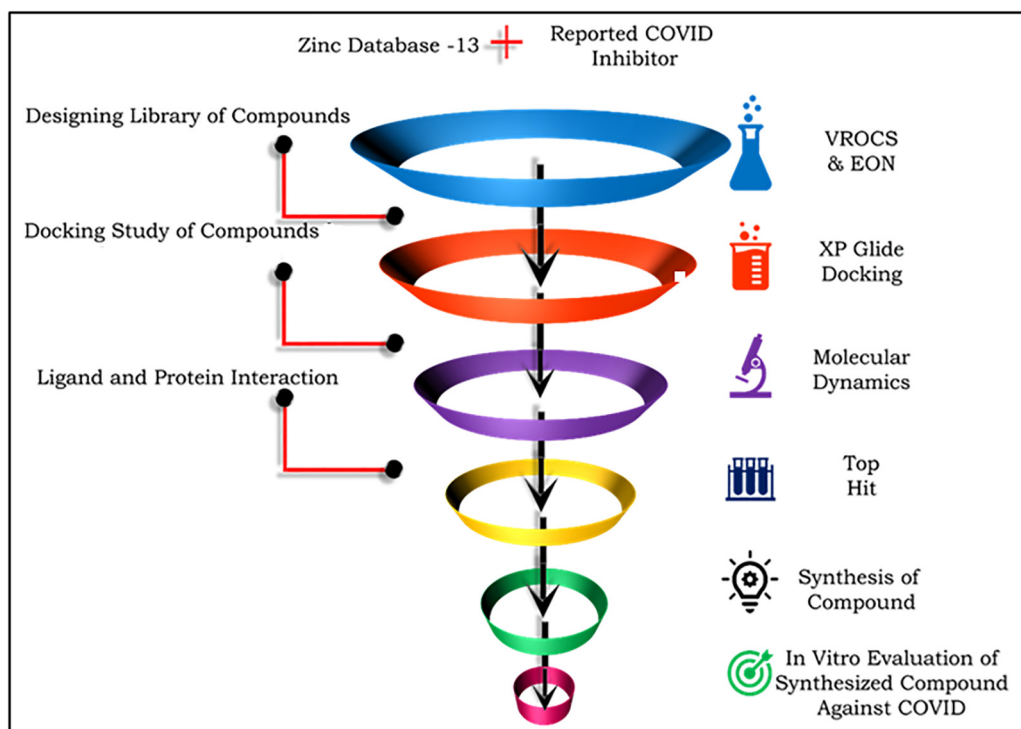 Zinc Database -13
Reported COVID
Inhibitor
Designing Library of Compounds
VROCS
& EON
Docking Study of Compounds
XP Glide
Docking
Ligand and Protein Interaction
Molecular
Dynamics
Top
Hit
Synthesis of
Compound
In Vitro Evaluation of
Synthesized Compound
Against COVID